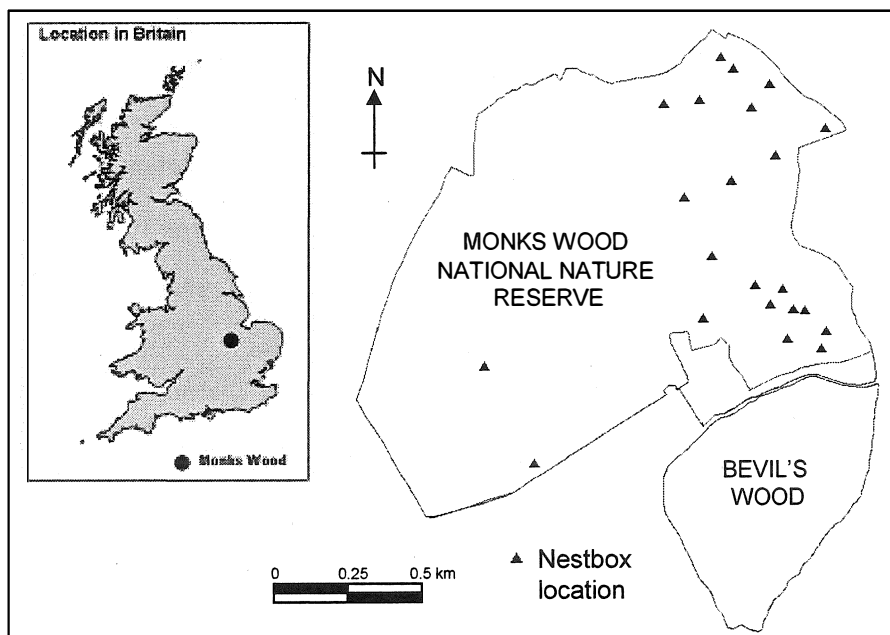 Location in Britain
Monks Wood
N
MONKS WOOD
NATIONAL NATURE
RESERVE
BEVIL'S
WOOD
Nestbox
location
0 0.25 0.5 km